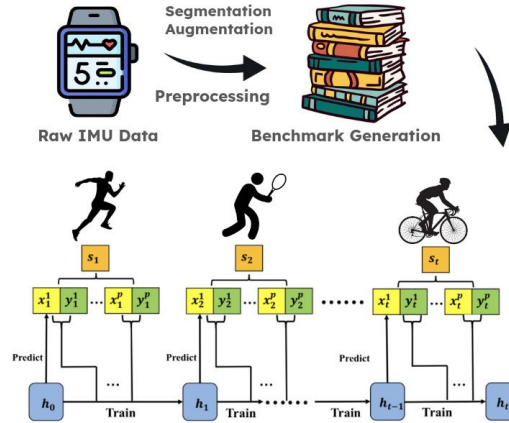 Segmentation
Augmentation
5
Preprocessing
Raw IMU Data
Benchmark Generation
s₁
s₂
sₜ
x₁¹ y₁¹ ... x₁ᵖ y₁ᵖ
x₂¹ y₂¹ ... x₂ᵖ y₂ᵖ
......
xₜ¹ yₜ¹ ... xₜᵖ yₜᵖ
Predict
Predict
Predict
...
...
...
h₀
Train
h₁
Train
......
Train
hₜ₋₁
Train
hₜ